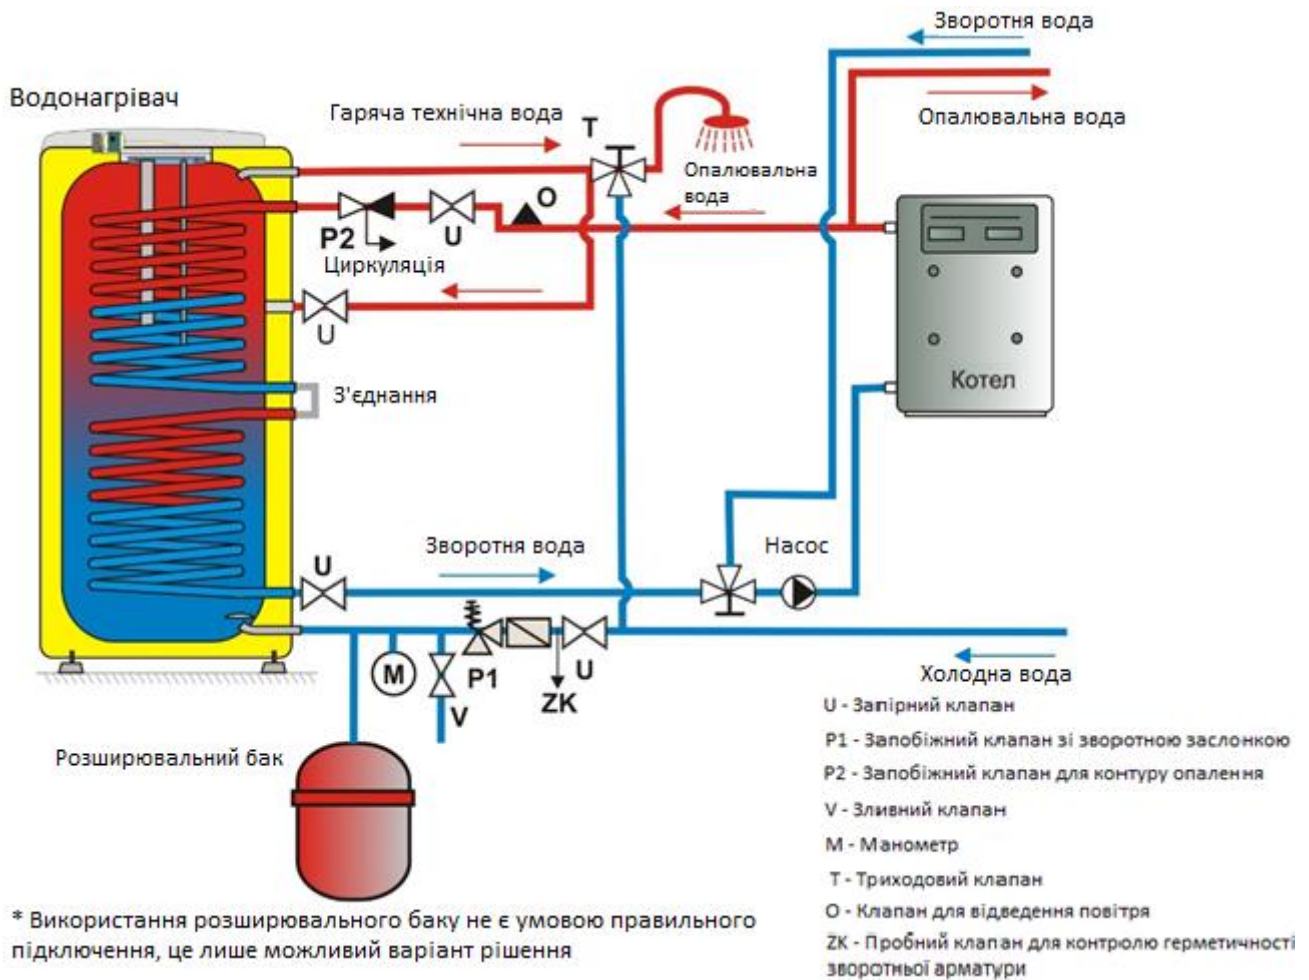 Зворотня вода
Водонагрівач
Гаряча технічна вода
T
Опалювальна вода
Опалювальна
вода
O
P2
U
Циркуляція
U
Котел
З'єднання
Зворотня вода
Насос
U
M
P1
U
ZK
V
Холодна вода
Розширювальний бак
U - Запірний клапан
P1 - Запобіжний клапан зі зворотною заслонкою
P2 - Запобіжний клапан для контуру опалення
V - Зливний клапан
M - Манометр
T - Триходовий клапан
O - Клапан для відведення повітря
ZK - Пробний клапан для контролю герметичності
зворотньої арматури
* Використання розширювального баку не є умовою правильного
підключення, це лише можливий варіант рішення